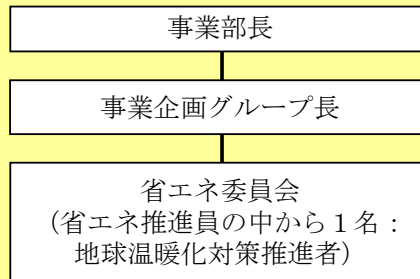 事業部長
事業企画グループ長
省エネ委員会
（省エネ推進員の中から１名：
地球温暖化対策推進者）